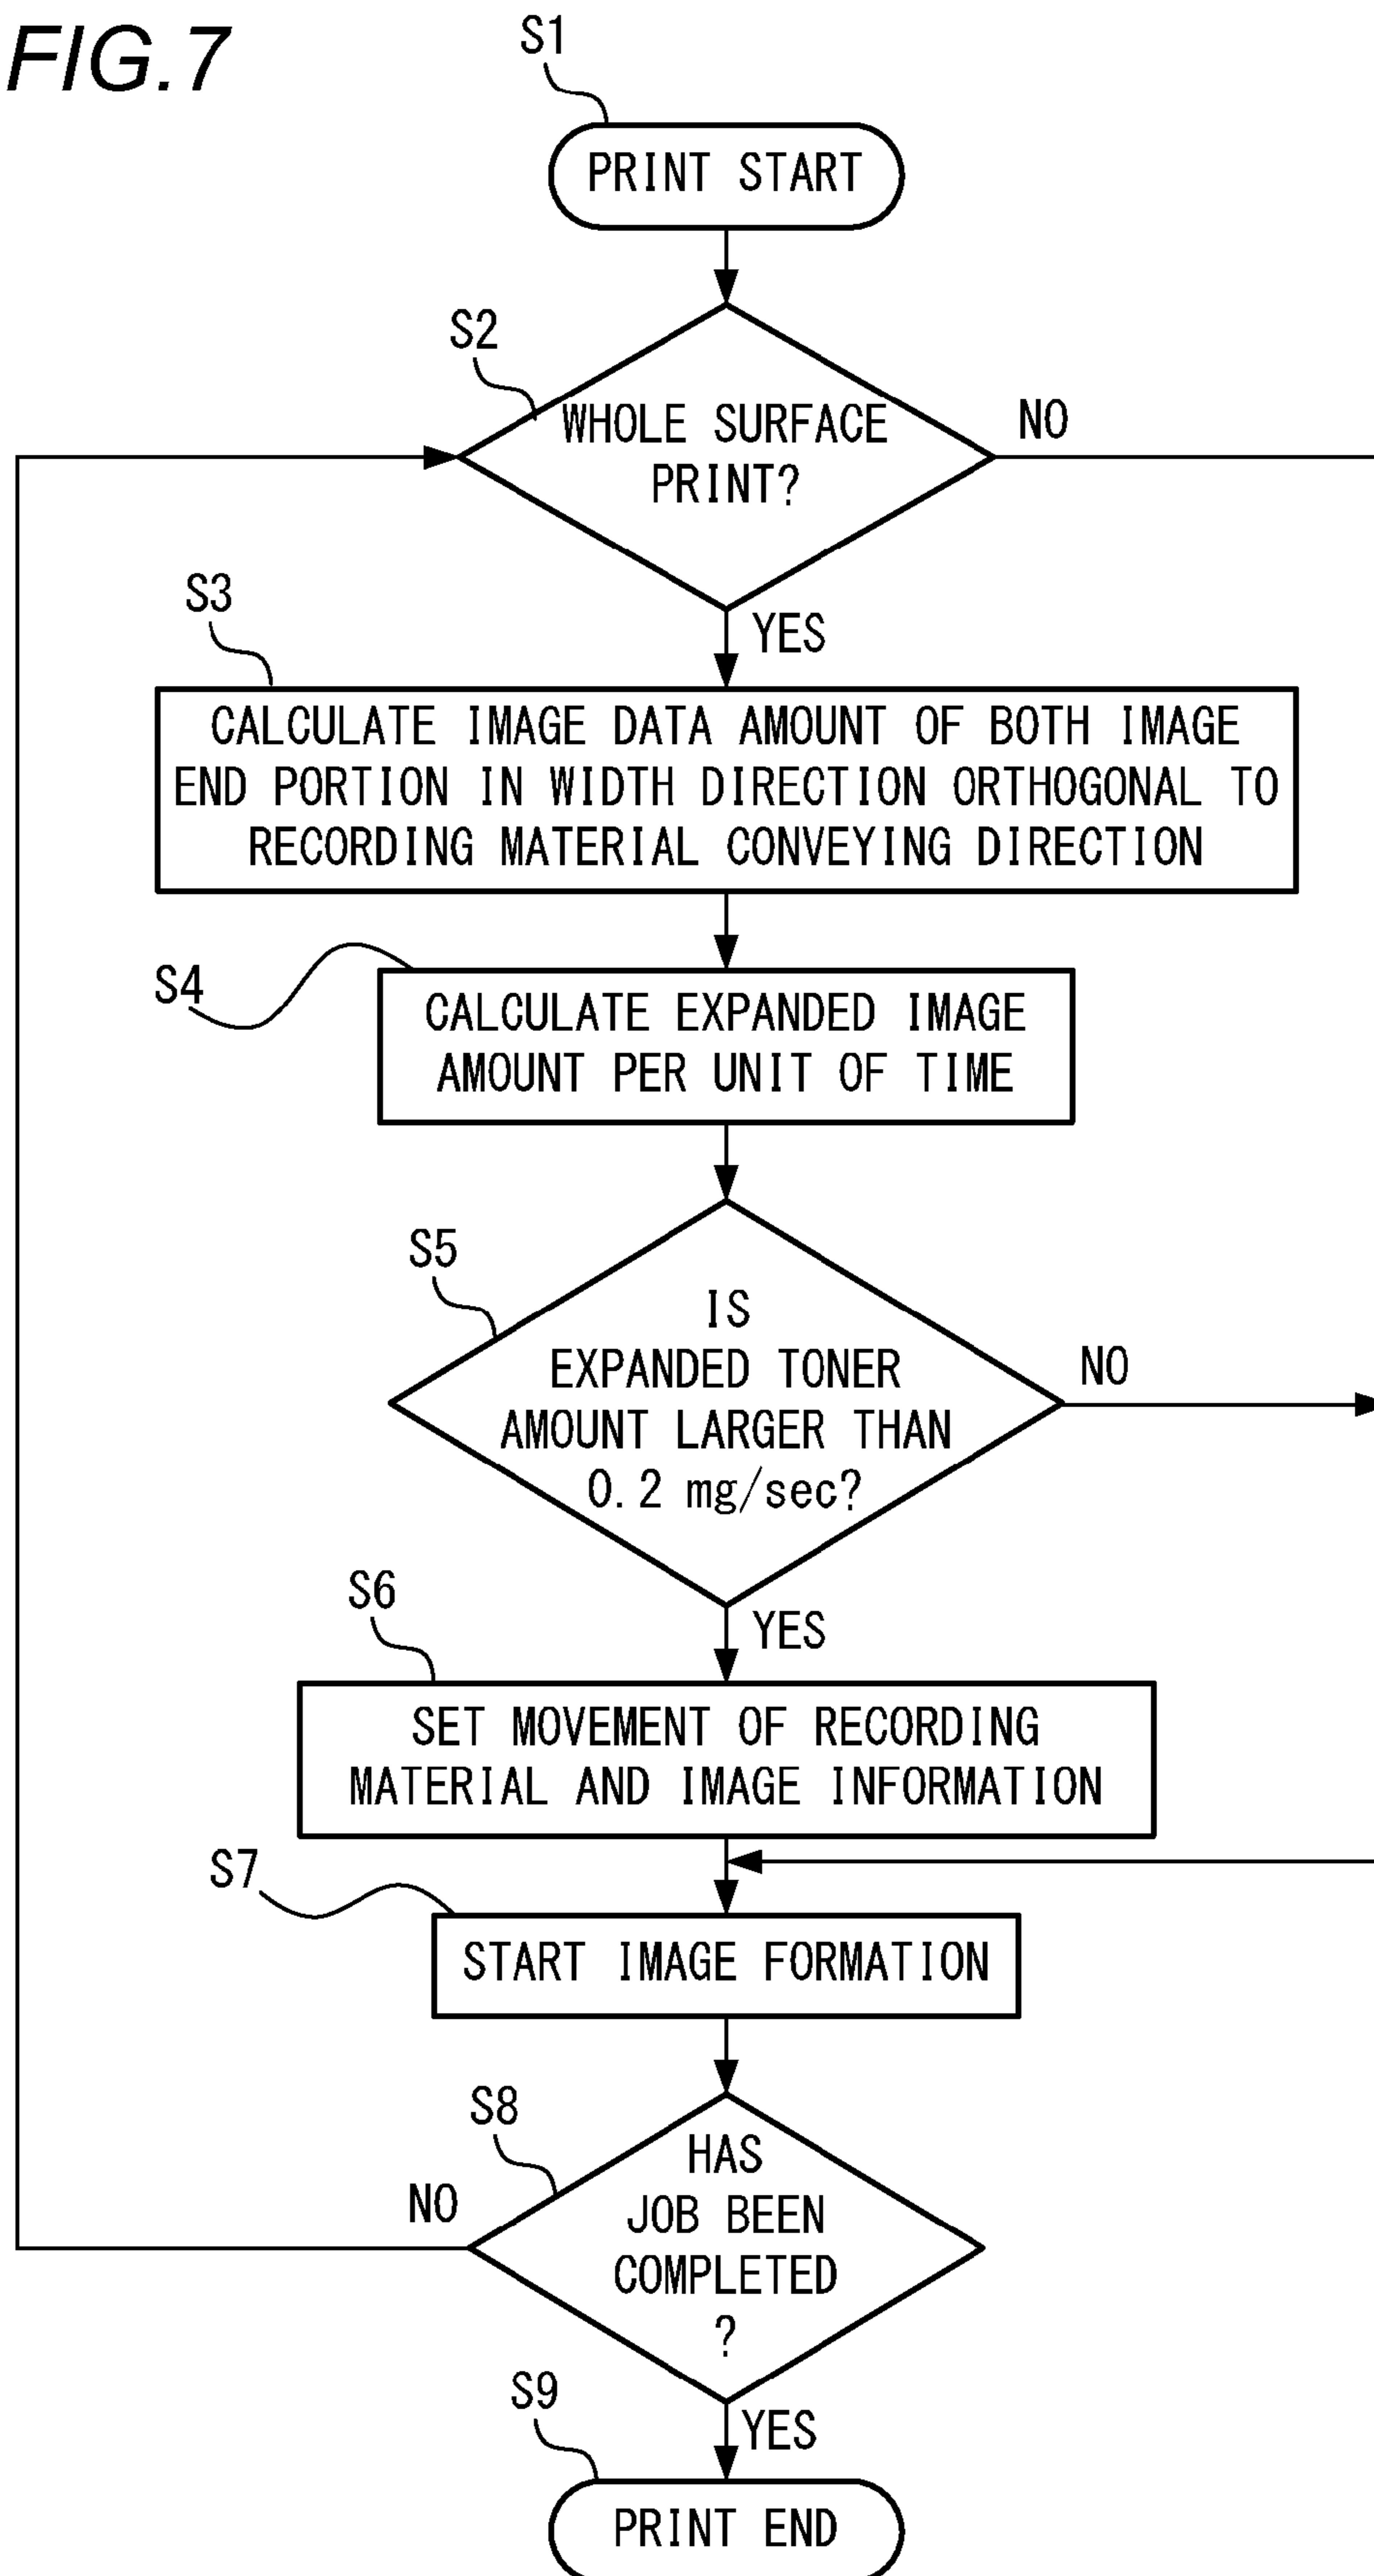 FIG.7
S1
PRINT START
S2
WHOLE SURFACE
PRINT?
NO
YES
S3
CALCULATE IMAGE DATA AMOUNT OF BOTH IMAGE
END PORTION IN WIDTH DIRECTION ORTHOGONAL TO
RECORDING MATERIAL CONVEYING DIRECTION
S4
CALCULATE EXPANDED IMAGE
AMOUNT PER UNIT OF TIME
S5
IS
EXPANDED TONER
AMOUNT LARGER THAN
0.2 mg/sec?
NO
YES
S6
SET MOVEMENT OF RECORDING
MATERIAL AND IMAGE INFORMATION
S7
START IMAGE FORMATION
S8
HAS
JOB BEEN
COMPLETED
?
NO
YES
S9
PRINT END